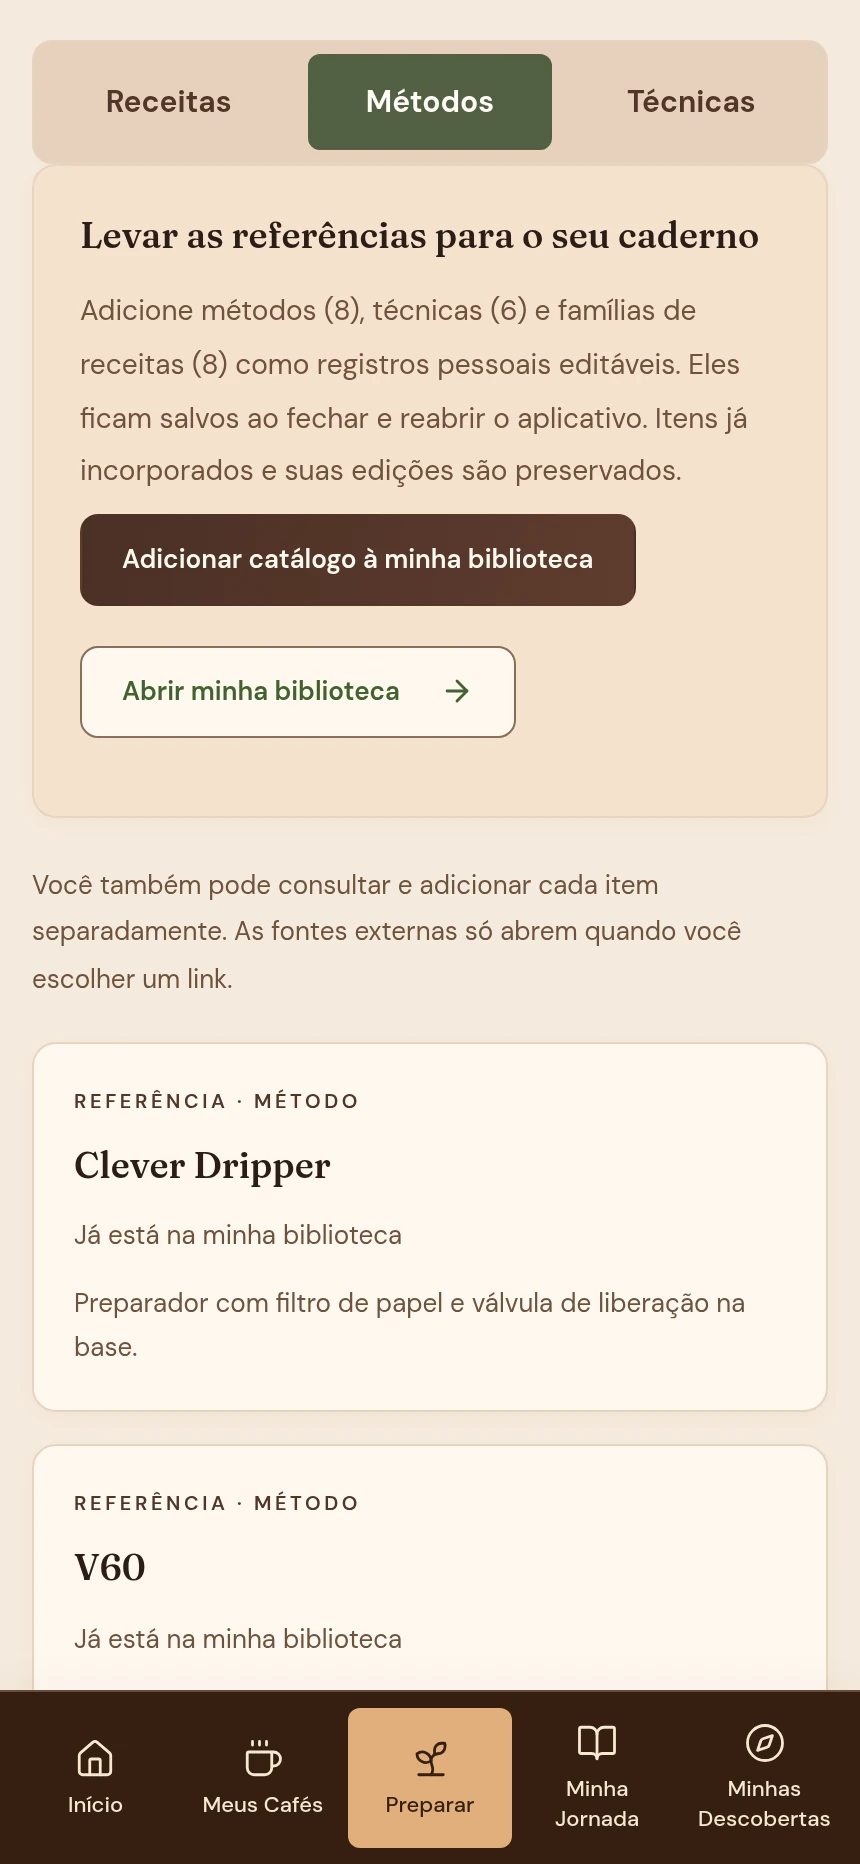 Receitas
Métodos
Técnicas
Levar as referências para o seu caderno
Adicione métodos (8), técnicas (6) e famílias de
receitas (8) como registros pessoais editáveis. Eles
ficam salvos ao fechar e reabrir o aplicativo. Itens já
incorporados e suas edições são preservados.
Adicionar catálogo à minha biblioteca
Abrir minha biblioteca
Você também pode consultar e adicionar cada item
separadamente. As fontes externas só abrem quando você
escolher um link.
REFERÊNCIA · MÉTODO
Clever Dripper
Já está na minha biblioteca
Preparador com filtro de papel e válvula de liberação na
base.
REFERÊNCIA · MÉTODO
V60
Já está na minha biblioteca
Início
Meus Cafés
Preparar
Minha
Jornada
Minhas
Descobertas